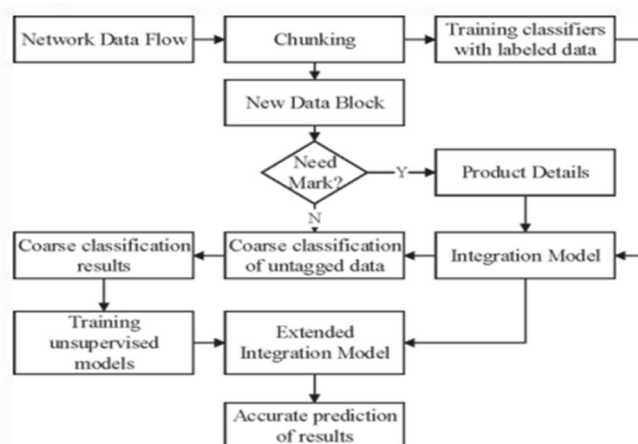 Network Data Flow
Chunking
Training classifiers
with labeled data
New Data Block
Need
Mark?
Y
Product Details
N
Coarse classification
results
Coarse classification
of untagged data
Integration Model
Training
unsupervised
models
Extended
Integration Model
Accurate prediction
of results